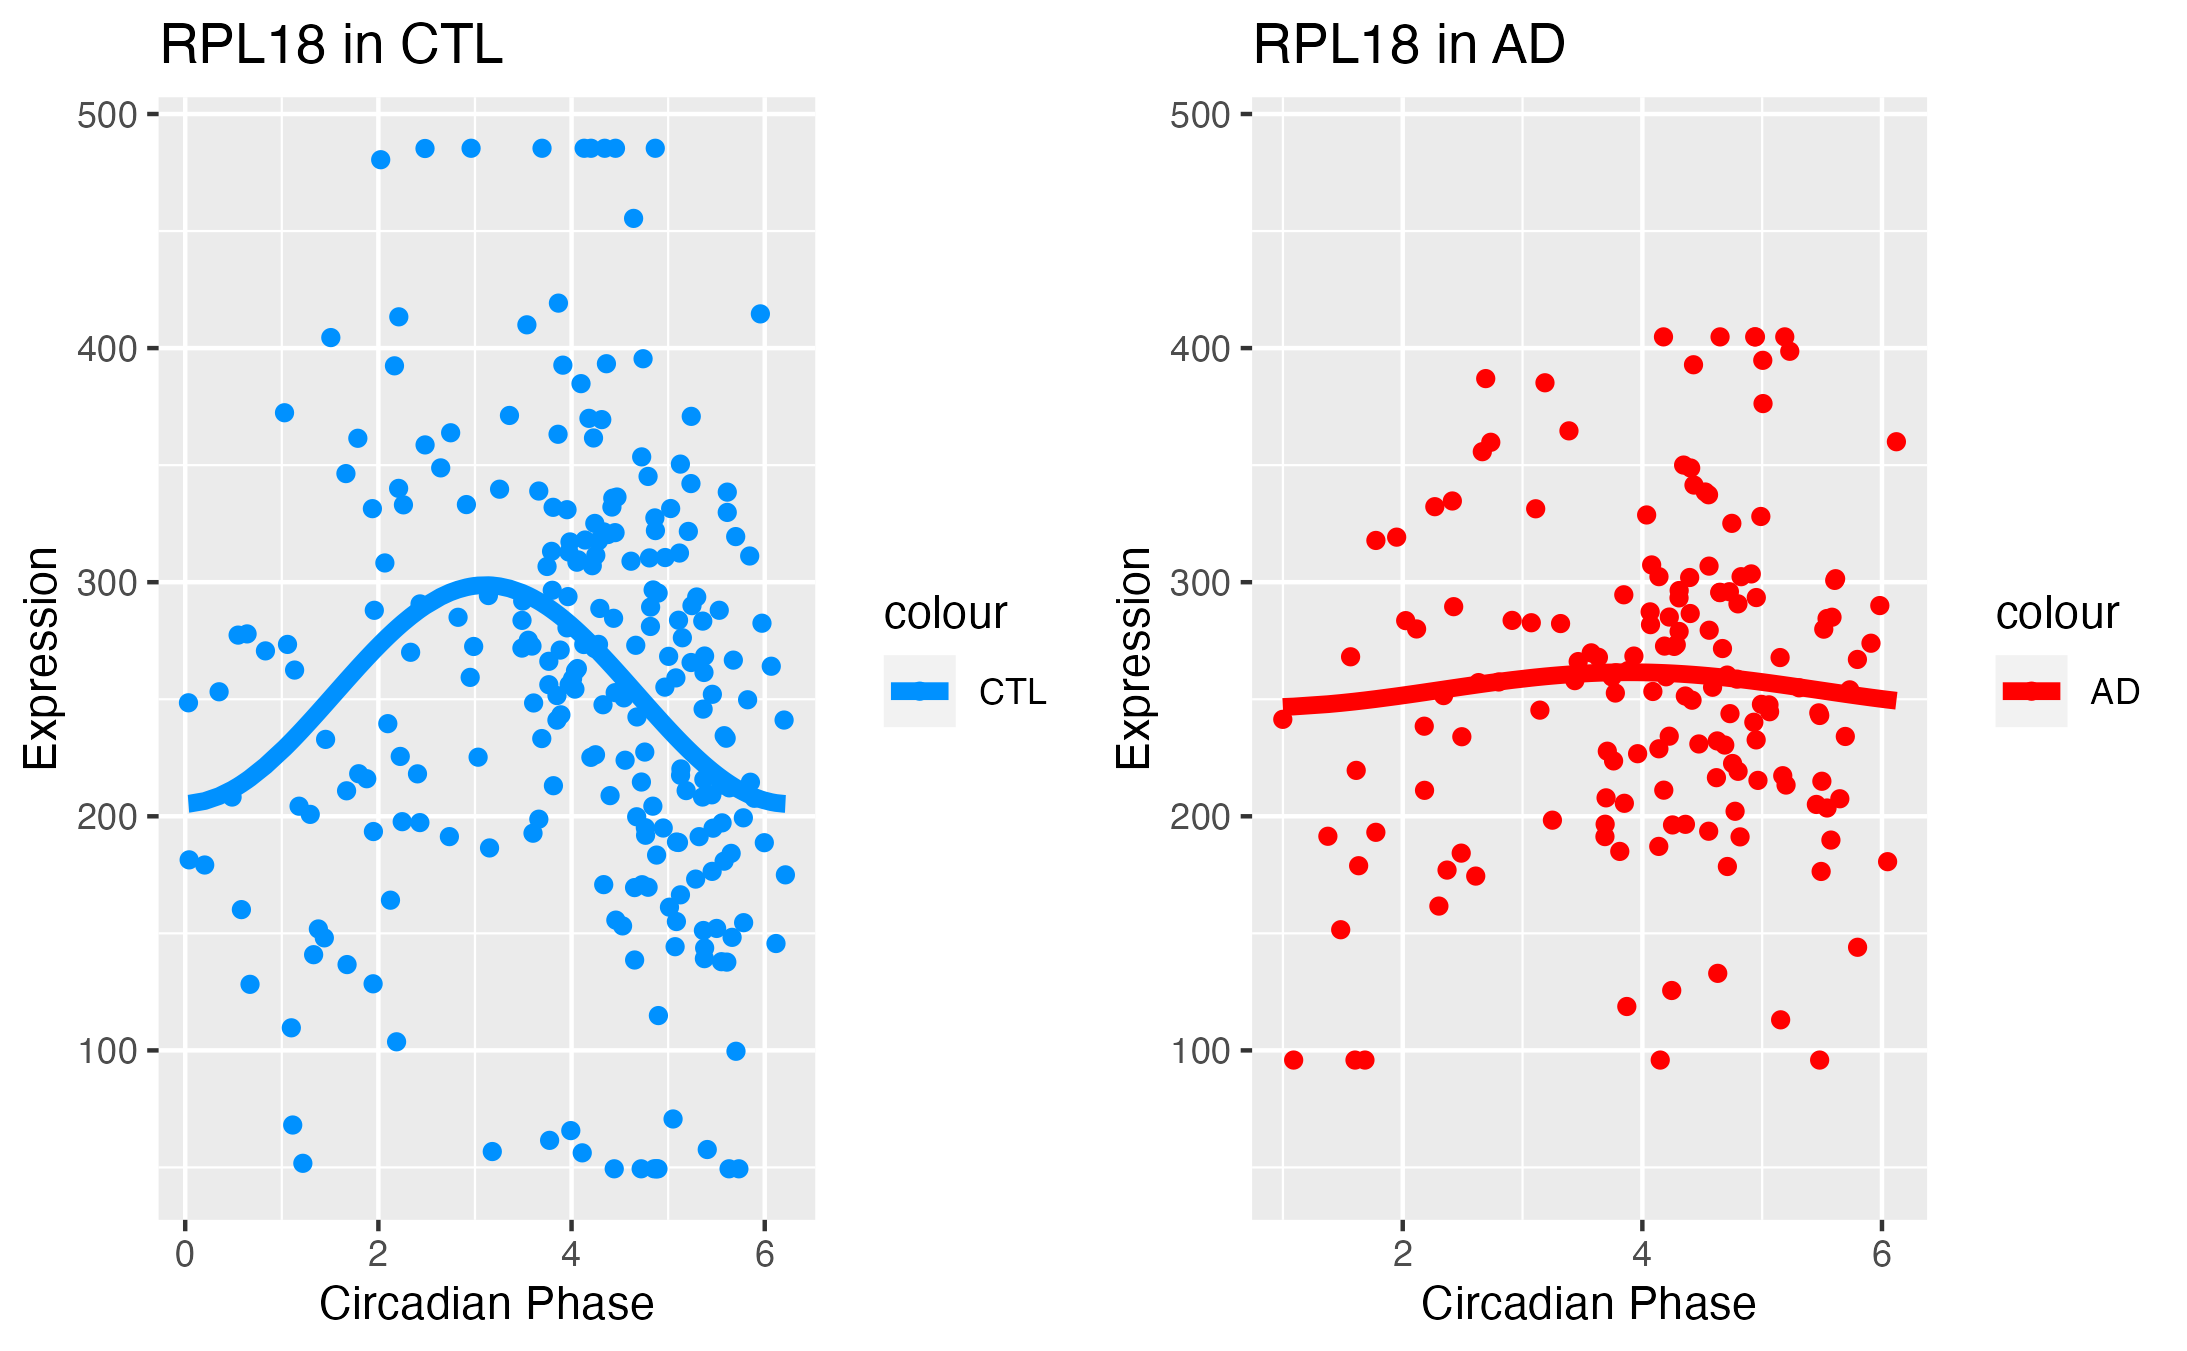 RPL18 in CTL
500
400
300
200
100
Expression
0 2 4 6
Circadian Phase
colour
CTL
RPL18 in AD
500
400
300
200
100
Expression
2 4 6
Circadian Phase
colour
AD